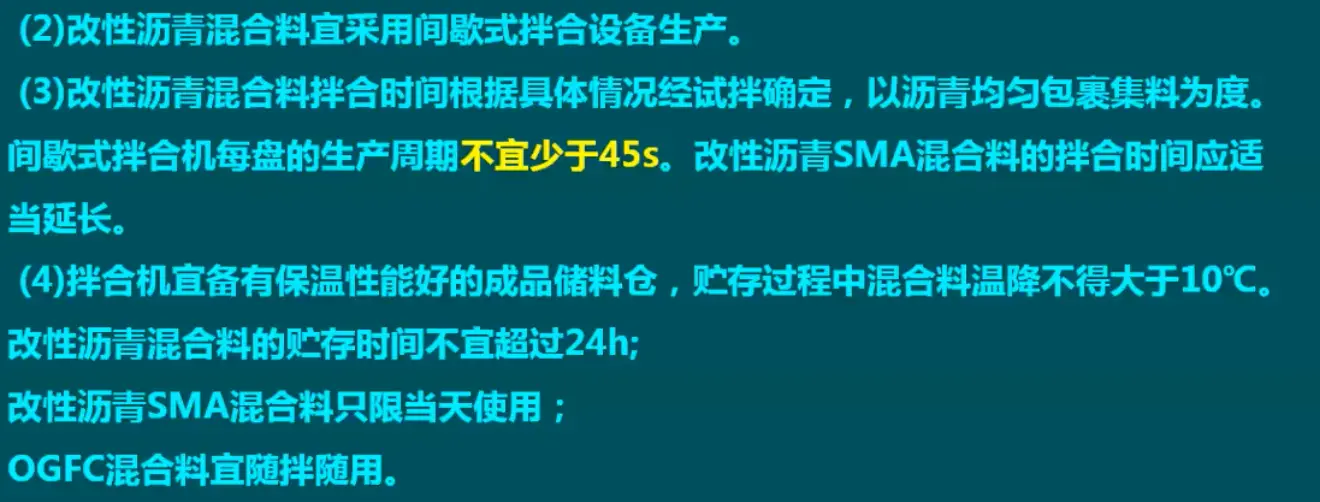 (2)改性沥青混合料宜采用间歇式拌合设备生产。
(3)改性沥青混合料拌合时间根据具体情况经试拌确定，以沥青均匀包裹集料为度。
间歇式拌合机每盘的生产周期不宜少于45s。改性沥青SMA混合料的拌合时间应适
当延长。
(4)拌合机宜备有保温性能好的成品储料仓，贮存过程中混合料温降不得大于10℃。
改性沥青混合料的贮存时间不宜超过24h;
改性沥青SMA混合料只限当天使用；
OGFC混合料宜随拌随用。